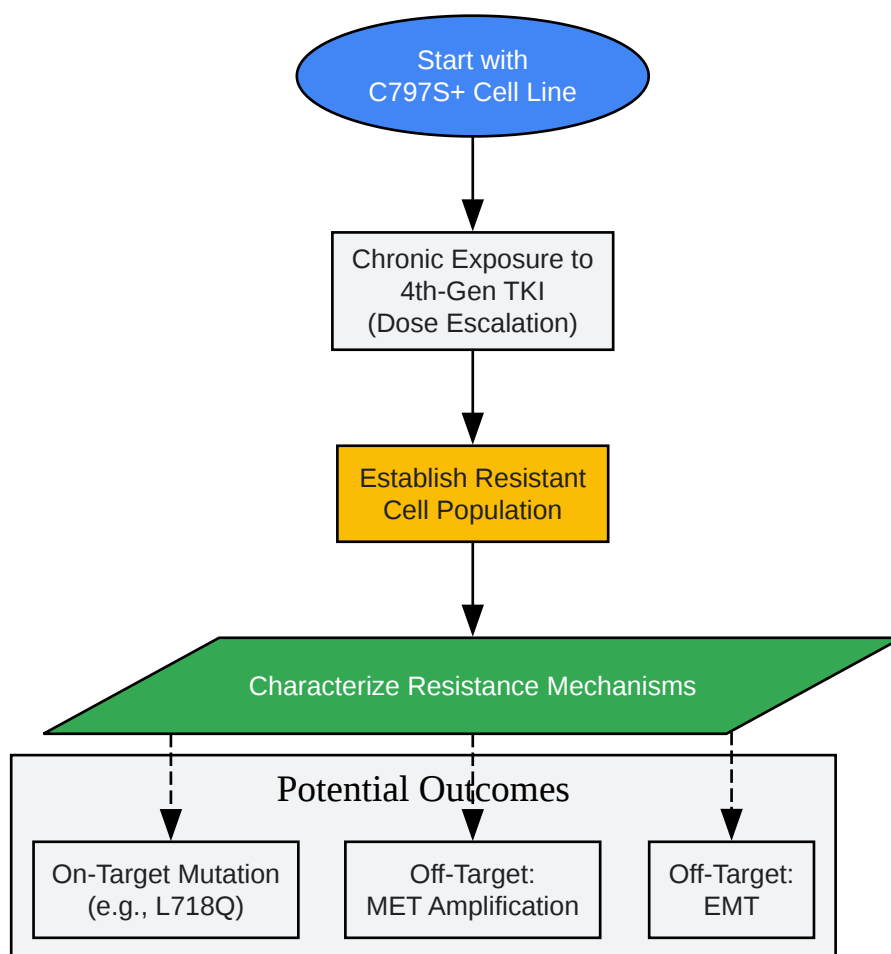 Start with
C797S+ Cell Line
Chronic Exposure to
4th-Gen TKI
(Dose Escalation)
Establish Resistant
Cell Population
Characterize Resistance Mechanisms
Potential Outcomes
On-Target Mutation
(e.g., L718Q)
Off-Target:
MET Amplification
Off-Target:
EMT